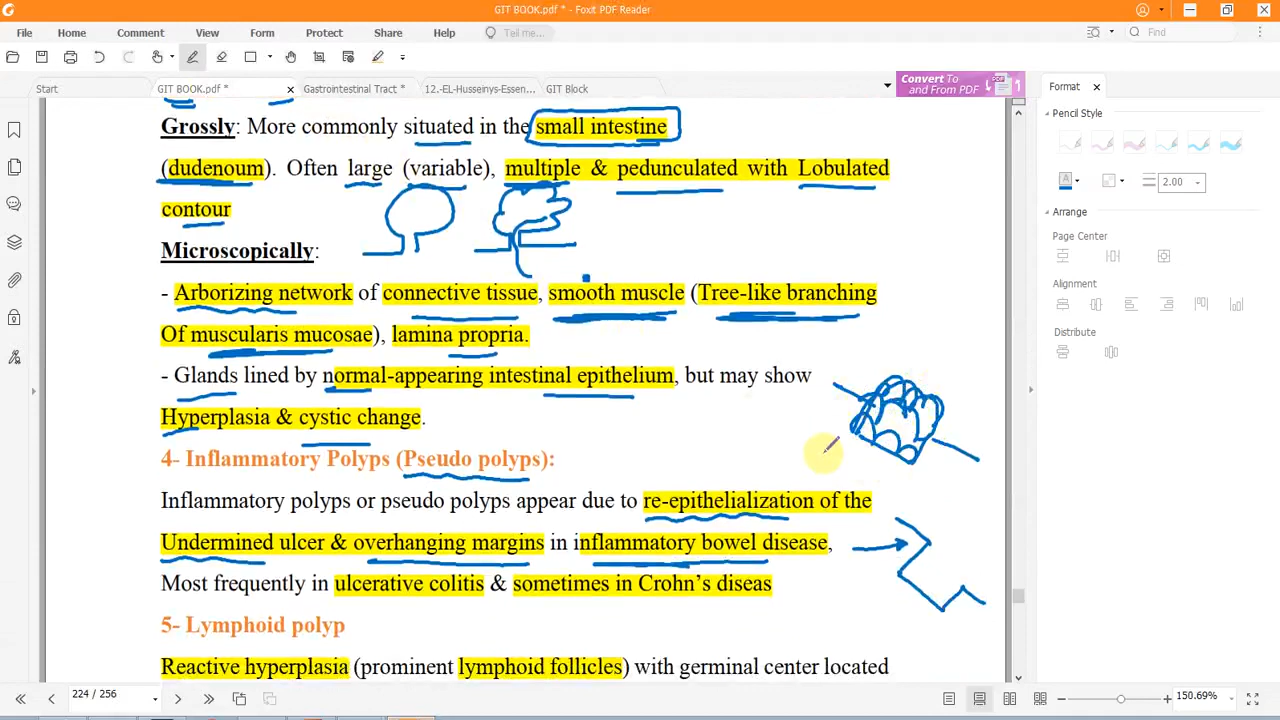 GIT BOOK.pdf * - Foxit PDF Reader
File Home Comment View Form Protect Share Help Tell me... Find
Start GIT BOOK.pdf * Gastrointestinal Tract * 12.-EL-Husseinys-Essen... GIT Block
Convert To
and From PDF
Format
Pencil Style
2.00
Arrange
Page Center
Alignment
Distribute
Grossly: More commonly situated in the small intestine
(dudenoum). Often large (variable), multiple & pedunculated with Lobulated
contour
Microscopically:
- Arborizing network of connective tissue, smooth muscle (Tree-like branching
Of muscularis mucosae), lamina propria.
- Glands lined by normal-appearing intestinal epithelium, but may show
Hyperplasia & cystic change.
4- Inflammatory Polyps (Pseudo polyps):
Inflammatory polyps or pseudo polyps appear due to re-epithelialization of the
Undermined ulcer & overhanging margins in inflammatory bowel disease,
Most frequently in ulcerative colitis & sometimes in Crohn's diseas
5- Lymphoid polyp
Reactive hyperplasia (prominent lymphoid follicles) with germinal center located
224 / 256
150.69%